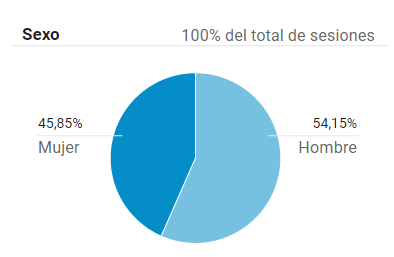 Sexo
100% del total de sesiones
45,85%
Mujer
54,15%
Hombre